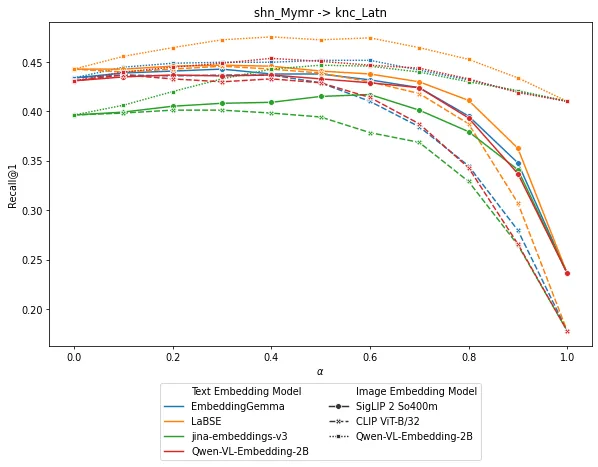 shn_Mymr -> knc_Latn
Recall@1
0.45
0.40
0.35
0.30
0.25
0.20
0.0
0.2
0.4
0.6
0.8
1.0
α
Text Embedding Model
EmbeddingGemma
LaBSE
jina-embeddings-v3
Qwen-VL-Embedding-2B
Image Embedding Model
SigLIP 2 So400m
CLIP ViT-B/32
Qwen-VL-Embedding-2B